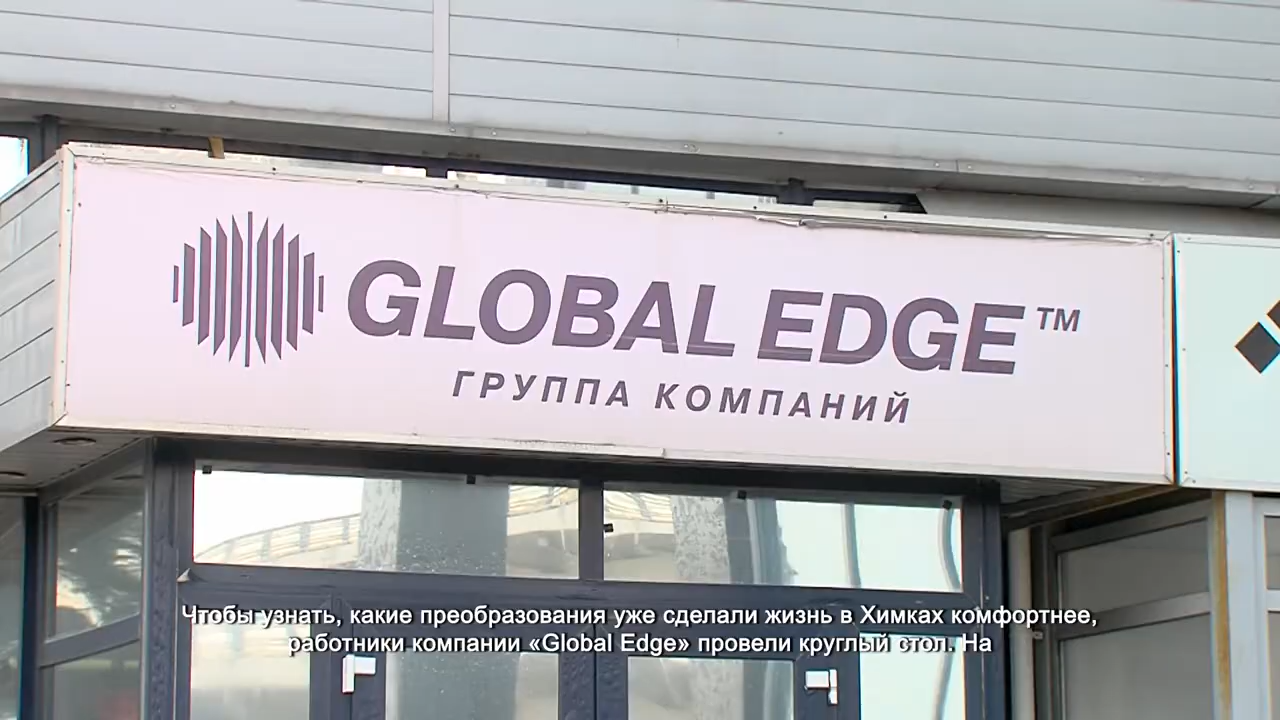 GLOBAL EDGE™
ГРУППА КОМПАНИЙ
Чтобы узнать, какие преобразования уже сделали жизнь в Химках комфортнее,
работники компании «Global Edge» провели круглый стол. На